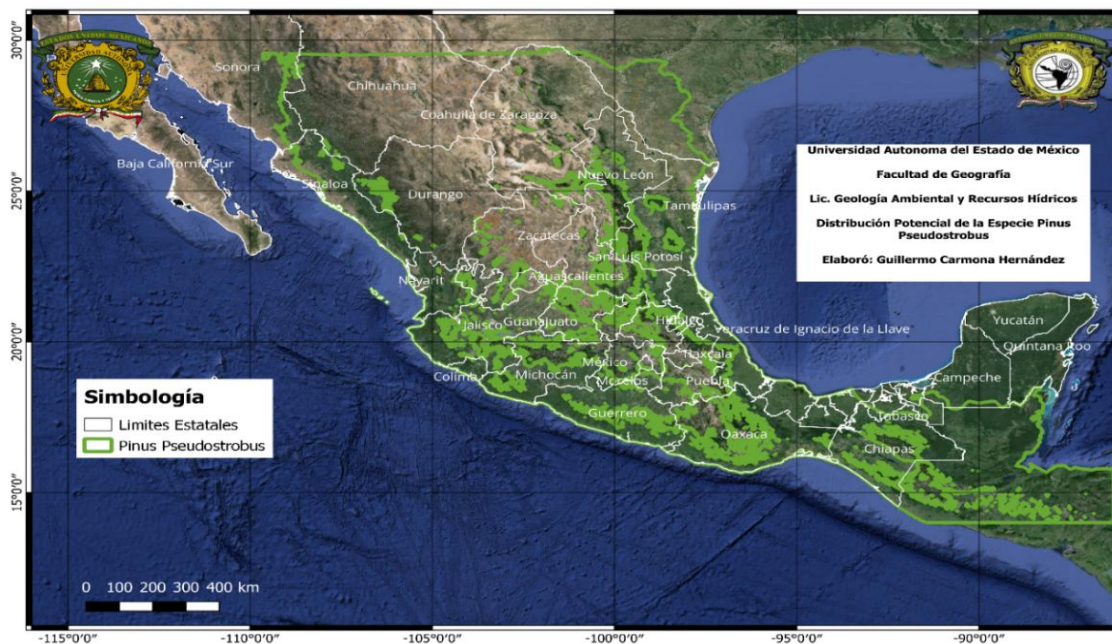 ESTADOS UNIDOS MEXICANOS
30°0'0"
25°0'0"
20°0'0"
15°0'0"
Sonora
Chihuahua
Coahuila de Zaragoza
Baja California Sur
Sinaloa
Durango
Nuevo León
Tamaulipas
Zacatecas
San Luis Potosí
Nayarit
Aguascalientes
Jalisco
Guanajuato
Hidalgo
Veracruz de Ignacio de la Llave
Yucatán
Quintana Roo
Colima
Michocán
México
Tlaxcala
Morelos
Puebla
Campeche
Guerrero
Oaxaca
Tabasco
Chiapas
Universidad Autonoma del Estado de México
Facultad de Geografía
Lic. Geología Ambiental y Recursos Hídricos
Distribución Potencial de la Especie Pinus
Pseudostrobus
Elaboró: Guillermo Carmona Hernández
Simbología
Limites Estatales
Pinus Pseudostrobus
0 100 200 300 400 km
-115°0'0" -110°0'0" -105°0'0" -100°0'0" -95°0'0" -90°0'0"